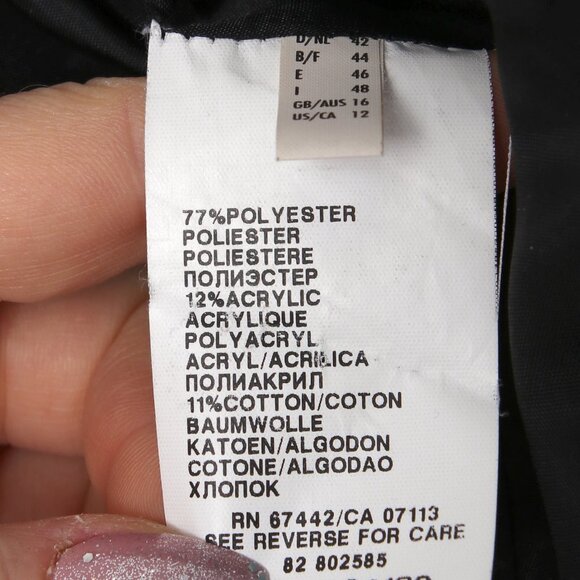 D/NL 42
B/F 44
E 46
I 48
GB/AUS 16
US/CA 12
77%POLYESTER
POLIESTER
POLIESTERE
ПОЛИЭСТЕР
12%ACRYLIC
ACRYLIQUE
POLYACRYL
ACRYL/ACRILICA
ПОЛИАКРИЛ
11%COTTON/COTON
BAUMWOLLE
KATOEN/ALGODON
COTONE/ALGODAO
ХЛОПОК
RN 67442/CA 07113
SEE REVERSE FOR CARE
82 802585